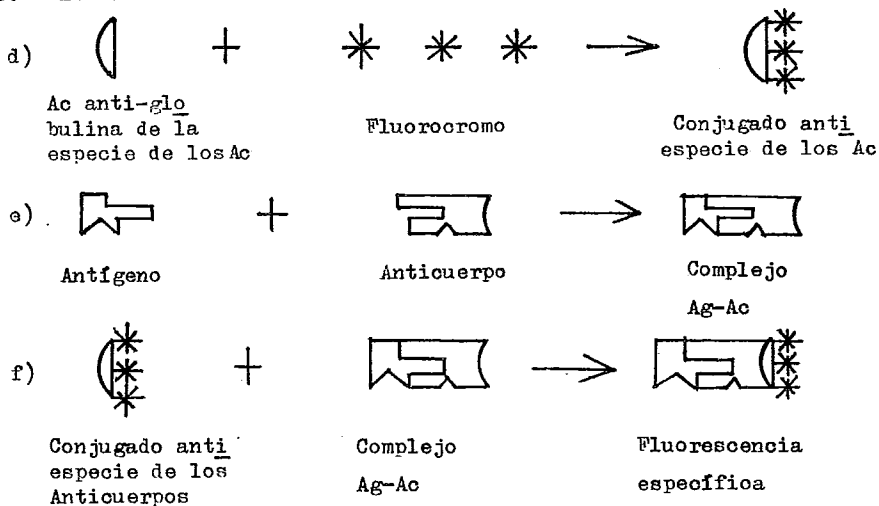 d) + →
Ac anti-glo
bulina de la
especie de los Ac
Fluorocromo
Conjugado anti
especie de los Ac
e) + →
Antígeno
Anticuerpo
Complejo
Ag-Ac
f) + →
Conjugado anti
especie de los
Anticuerpos
Complejo
Ag-Ac
Fluorescencia
específica